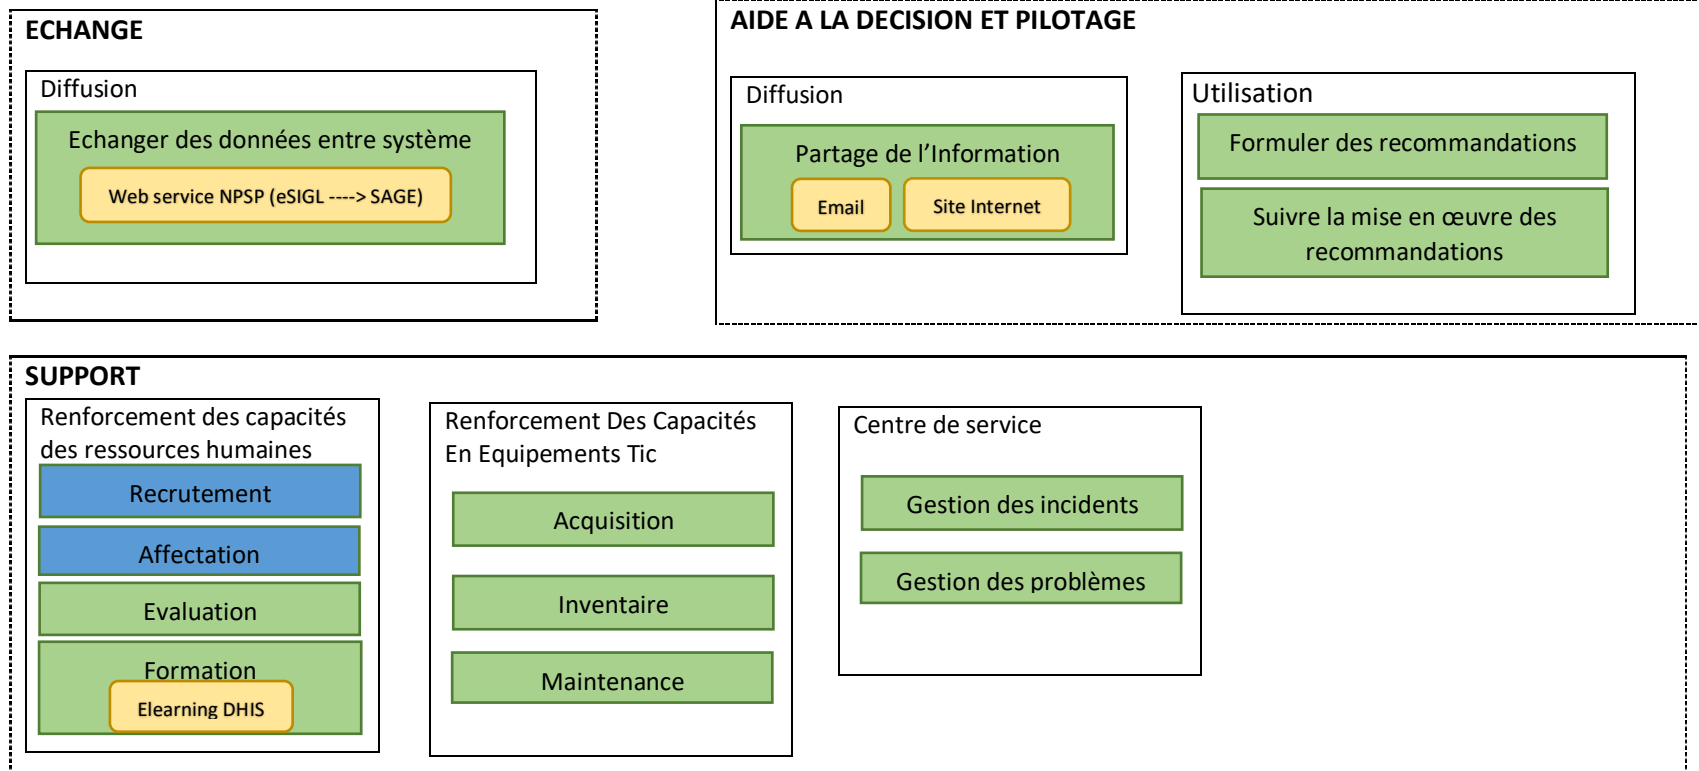 ECHANGE
Diffusion
Echanger des données entre système
Web service NPSP (eSIGL ----> SAGE)
AIDE A LA DECISION ET PILOTAGE
Diffusion
Partage de l’Information
Email
Site Internet
Utilisation
Formuler des recommandations
Suivre la mise en œuvre des
recommandations
SUPPORT
Renforcement des capacités
des ressources humaines
Recrutement
Affectation
Evaluation
Formation
Elearning DHIS
Renforcement Des Capacités
En Equipements Tic
Acquisition
Inventaire
Maintenance
Centre de service
Gestion des incidents
Gestion des problèmes